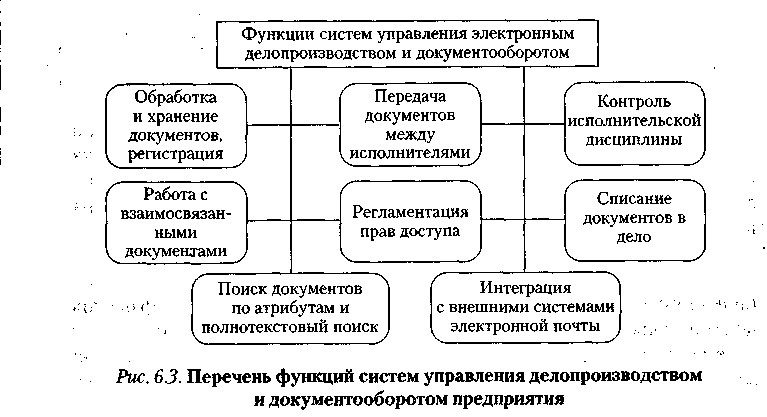 Функции систем управления электронным
делопроизводством и документооборотом
Обработка
и хранение
документов,
регистрация
Передача
документов
между
исполнителями
Контроль
исполнительской
дисциплины
Работа с
взаимосвязан-
ными
документами
Регламентация
прав доступа
Списание
документов в
дело
Поиск документов
по атрибутам и
полнотекстовый поиск
Интеграция
с внешними системами
электронной почты
Рис. 6.3. Перечень функций систем управления делопроизводством
и документооборотом предприятия